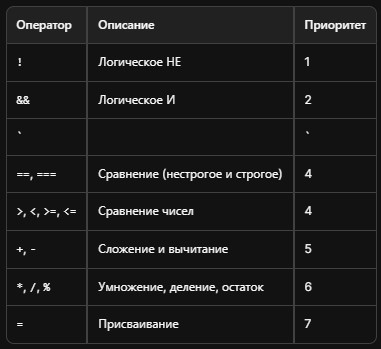 Оператор Описание Приоритет
! Логическое НЕ 1
&& Логическое И 2
` `
==, === Сравнение (нестрогое и строгое) 4
>, <, >=, <= Сравнение чисел 4
+, - Сложение и вычитание 5
*, /, % Умножение, деление, остаток 6
= Присваивание 7